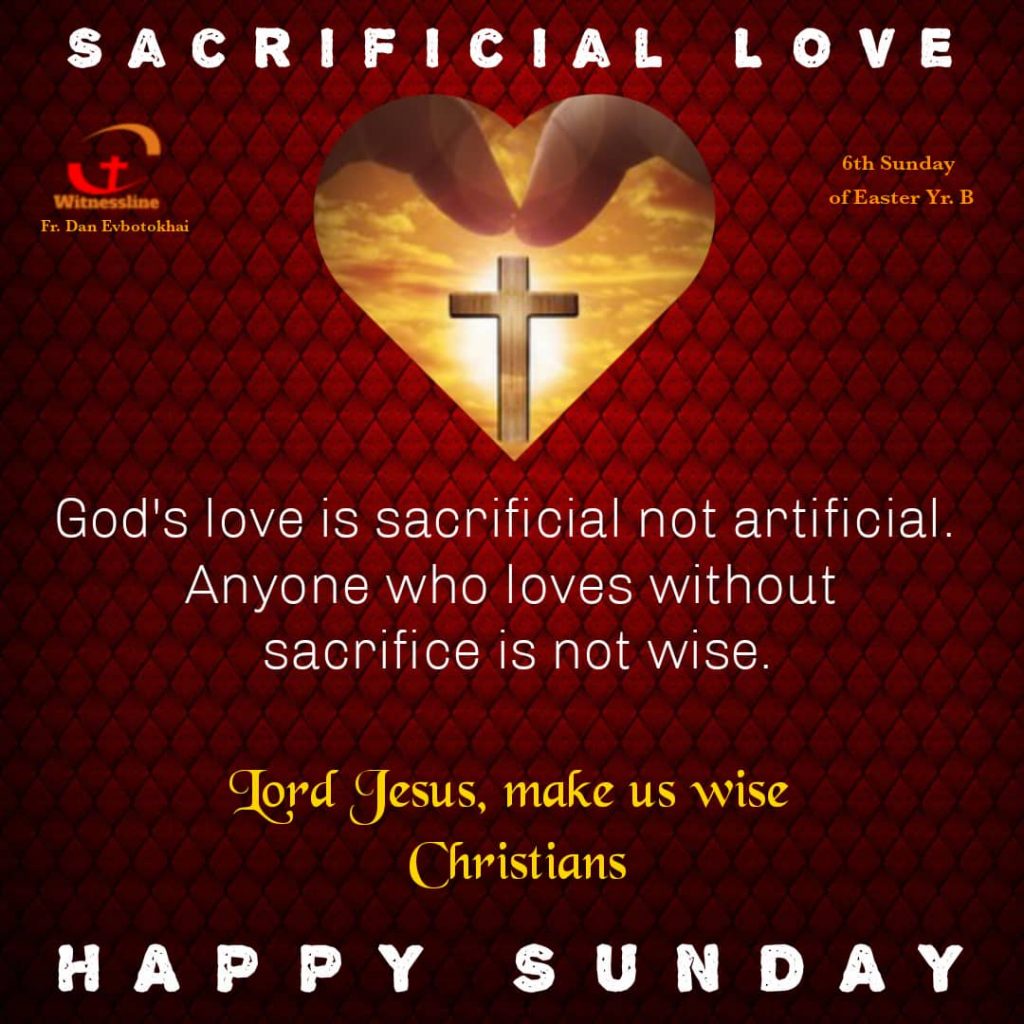 SACRIFICIAL LOVE
Witnessline
Fr. Dan Evbotokhai
6th Sunday
of Easter Yr. B
God's love is sacrificial not artificial.
Anyone who loves without
sacrifice is not wise.
Lord Jesus, make us wise
Christians
HAPPY SUNDAY